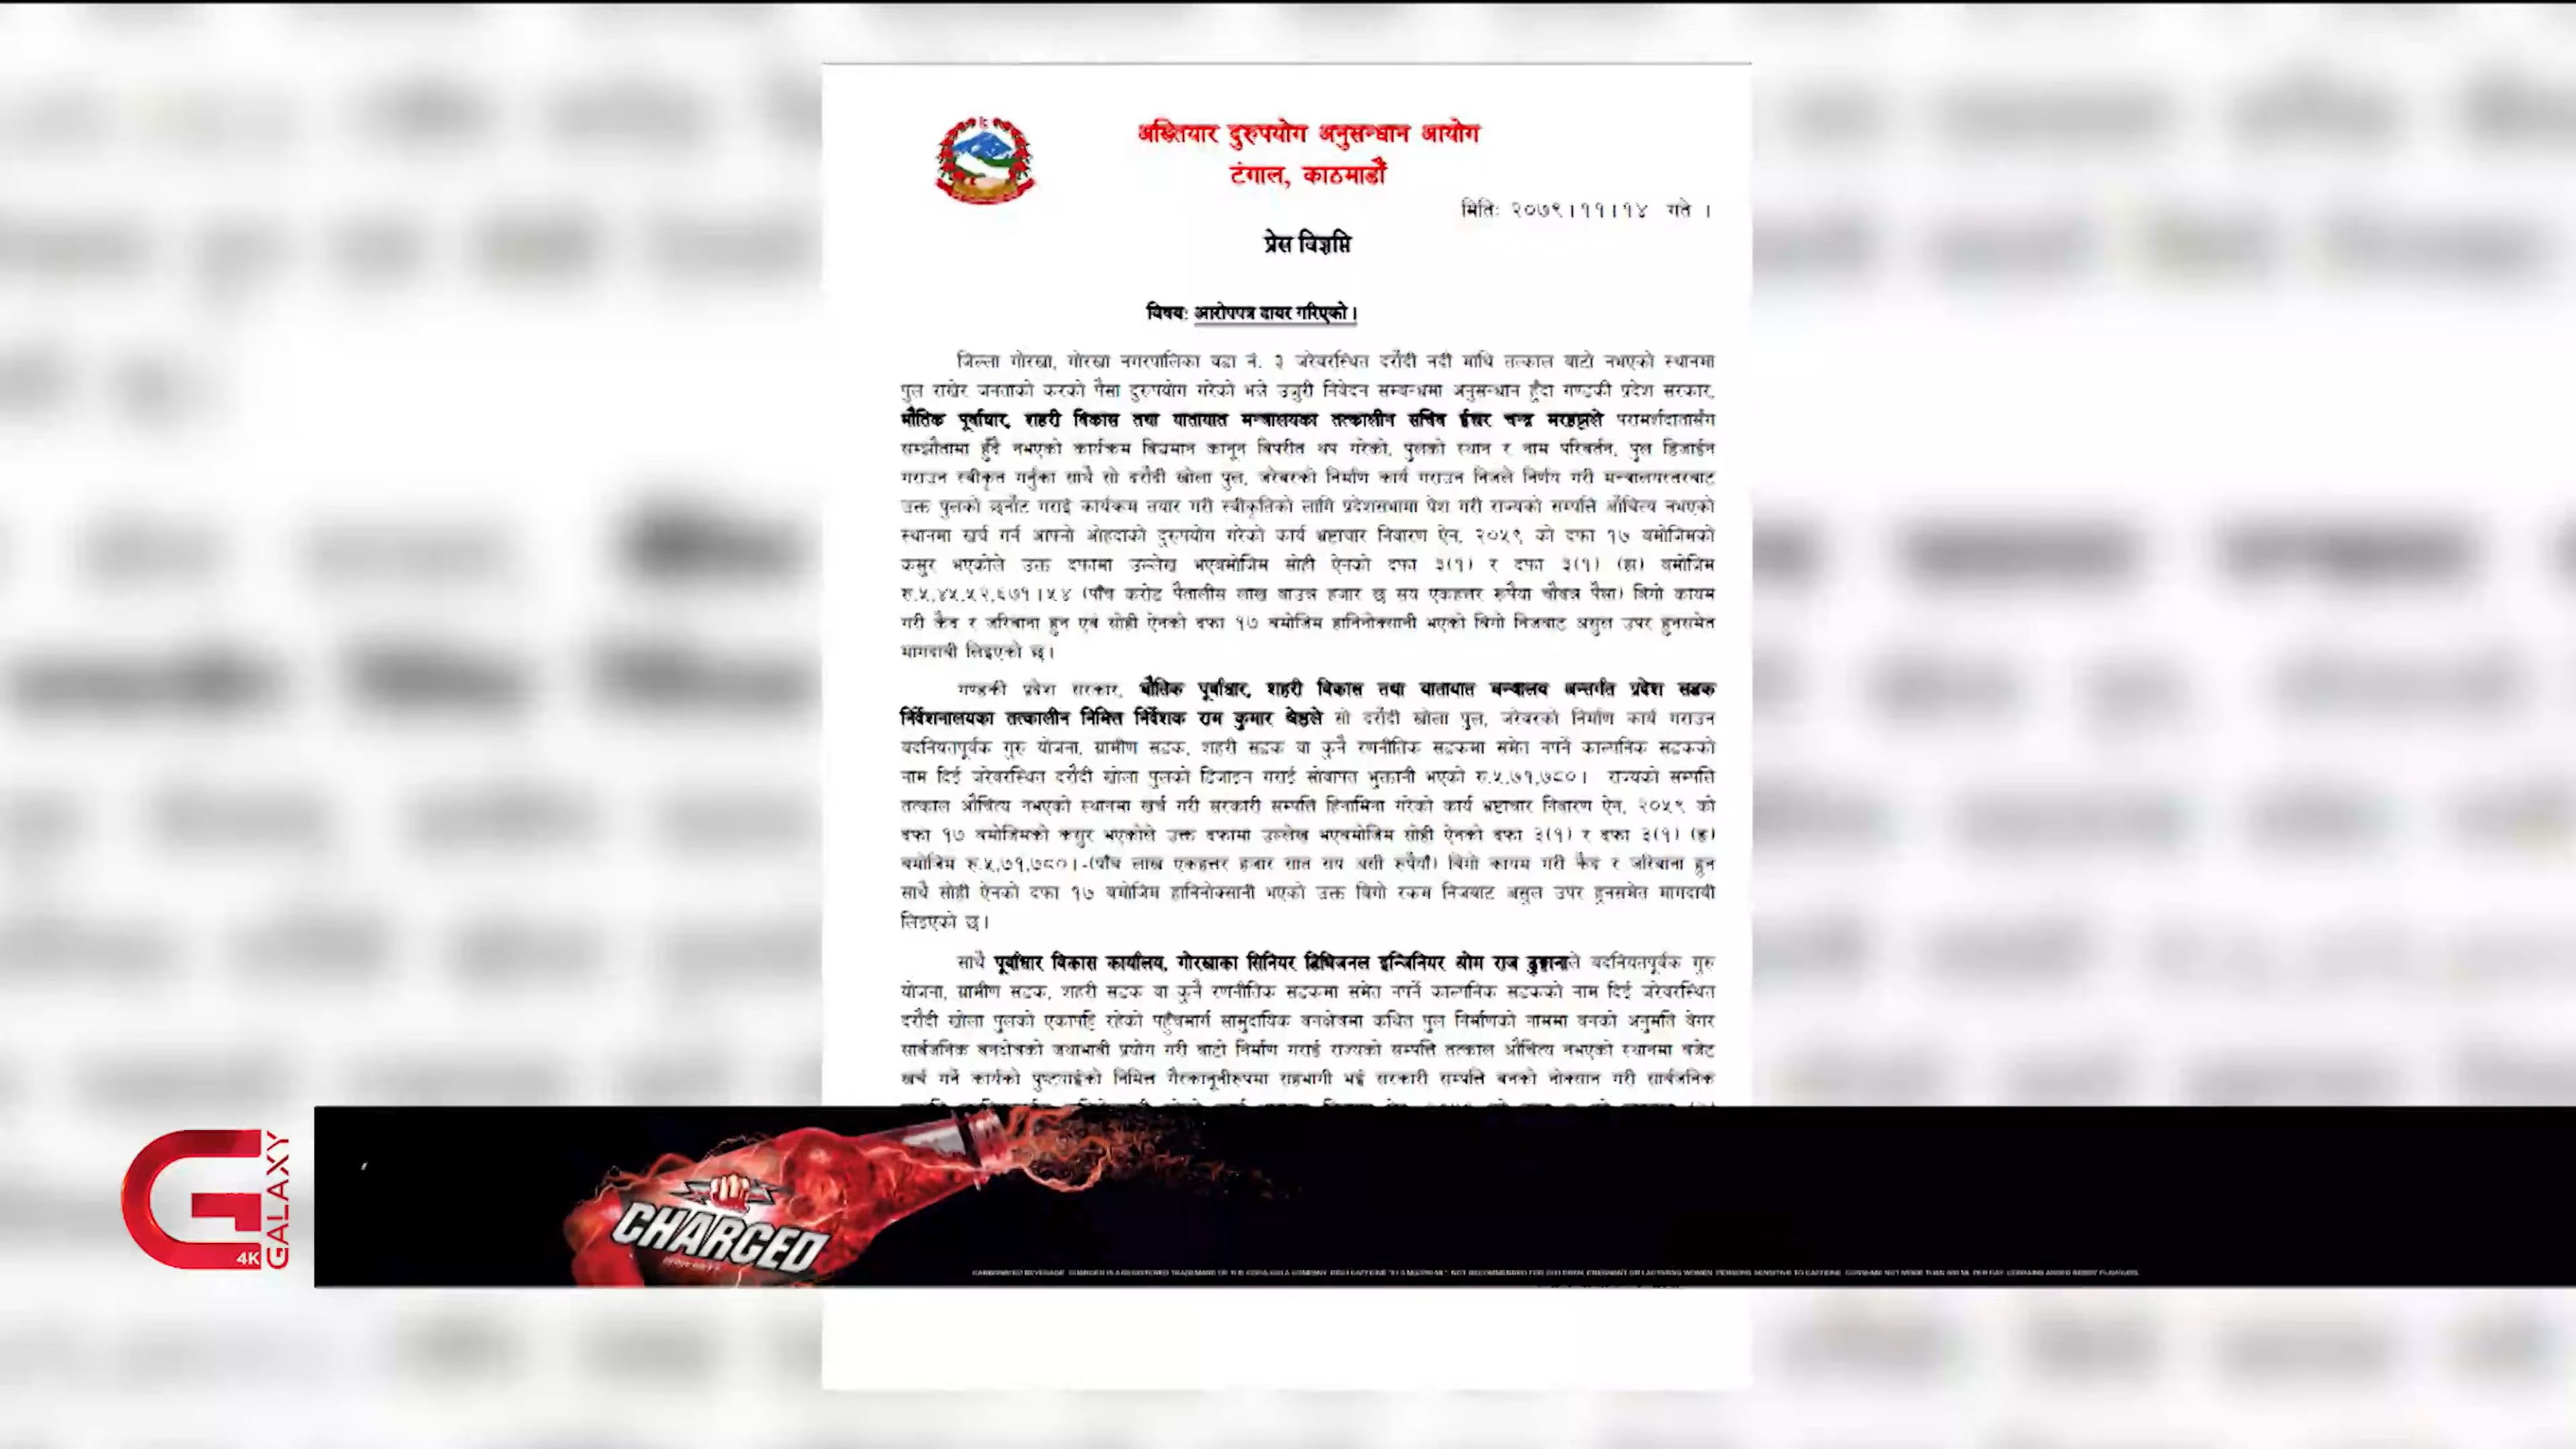 अख्तियार दुरुपयोग अनुसन्धान आयोग
टंगाल, काठमाडौं
मितिः २०७९।११।१४ गते ।
प्रेस विज्ञप्ति
विषयः आरोपपत्र दायर गरिएको ।
जिल्ला गोरखा, गोरखा नगरपालिका वडा नं. ३ जरेवरस्थित दरौंदी नदी माथि तत्काल बाटो नभएको स्थानमा
पुल राखेर जनताको करको पैसा दुरुपयोग गरेको भन्ने उजुरी निवेदन सम्बन्धमा अनुसन्धान हुँदा गण्डकी प्रदेश सरकार,
भौतिक पूर्वाधार, शहरी विकास तथा यातायात मन्त्रालयका तत्कालीन सचिव ईश्वर चन्द्र मरहठ्ठाले परामर्शदातासँग
सम्झौतामा हुँदै नभएको कार्यक्रम विद्यमान कानून विपरीत थप गरेको, पुलको स्थान र नाम परिवर्तन, पुल डिजाईन
गराउन स्वीकृत गर्नुका साथै सो दरौंदी खोला पुल, जरेवरको निर्माण कार्य गराउन निजले निर्णय गरी मन्त्रालयस्तरबाट
उक्त पुलको छनौट गराई कार्यक्रम तयार गरी स्वीकृतिको लागि प्रदेशसभामा पेश गरी राज्यको सम्पत्ति औचित्य नभएको
स्थानमा खर्च गर्न आफ्नो ओहदाको दुरुपयोग गरेको कार्य भ्रष्टाचार निवारण ऐन, २०५९ को दफा १७ बमोजिमको
कसुर भएकोले उक्त दफामा उल्लेख भएबमोजिम सोही ऐनको दफा ३(१) र दफा ३(१) बमोजिम
रु.५,४५,५२,६७१।५४ (पाँच करोड पैंतालीस लाख बाउन्न हजार छ सय एकहत्तर रूपैया चौवन्न पैसा) बिगो कायम
गरी कैद र जरिवाना हुन एवं सोही ऐनको दफा १७ बमोजिम हानिनोक्सानी भएको बिगो निजबाट असुल उपर हुनसमेत
मागदाबी लिइएको छ।
गण्डकी प्रदेश सरकार, भौतिक पूर्वाधार, शहरी विकास तथा यातायात मन्त्रालय अन्तर्गत प्रदेश सडक
निर्देशनालयका तत्कालीन निमित्त निर्देशक राम कुमार श्रेष्ठले सो दरौंदी खोला पुल, जरेवरको निर्माण कार्य गराउन
बदनियतपूर्वक गुरु योजना, ग्रामीण सडक, शहरी सडक वा कुनै रणनीतिक सडकमा समेत नपर्ने काल्पनिक सडकको
नाम दिई जरेवरस्थित दरौंदी खोला पुलको डिजाइन गराई सोबापत भुक्तानी भएको रु.५,७१,७८०। राज्यको सम्पत्ति
तत्काल औचित्य नभएको स्थानमा खर्च गरी सरकारी सम्पत्ति हिनामिना गरेको कार्य भ्रष्टाचार निवारण ऐन, २०५९ को
दफा १७ बमोजिमको कसुर भएकोले उक्त दफामा उल्लेख भएबमोजिम सोही ऐनको दफा ३(१) र दफा ३(१)
बमोजिम रु.५,७१,७८०।-(पाँच लाख एकहत्तर हजार सात सय असी रूपैयाँ) बिगो कायम गरी कैद र जरिवाना हुन
साथै सोही ऐनको दफा १७ बमोजिम हानिनोक्सानी भएको उक्त बिगो रकम निजबाट असुल उपर हुनसमेत मागदाबी
लिइएको छ।
साथै पूर्वाधार विकास कार्यालय, गोरखाका सिनियर डिभिजनल इन्जिनियर योग राज
योजना, ग्रामीण सडक, शहरी सडक वा कुनै रणनीतिक सडकमा समेत नपर्ने काल्पनिक सडकको नाम दिई जरेवरस्थित
दरौंदी खोला पुलको एकापट्टि रहेको पहुँचमार्ग सामुदायिक वनक्षेत्रमा कथित पुल निर्माणको नाममा वनको अनुमति वेगर
सार्वजनिक वनक्षेत्रको जथाभावी प्रयोग गरी बाटो निर्माण गराई राज्यको सम्पत्ति तत्काल औचित्य नभएको स्थानमा बजेट
खर्च गर्ने कार्यको पुष्ट्याईको निमित्त गैरकानूनीरूपमा सहभागी भई सरकारी सम्पत्ति वनको नोक्सान गरी सार्वजनिक
CHARGED
GALAXY
4K